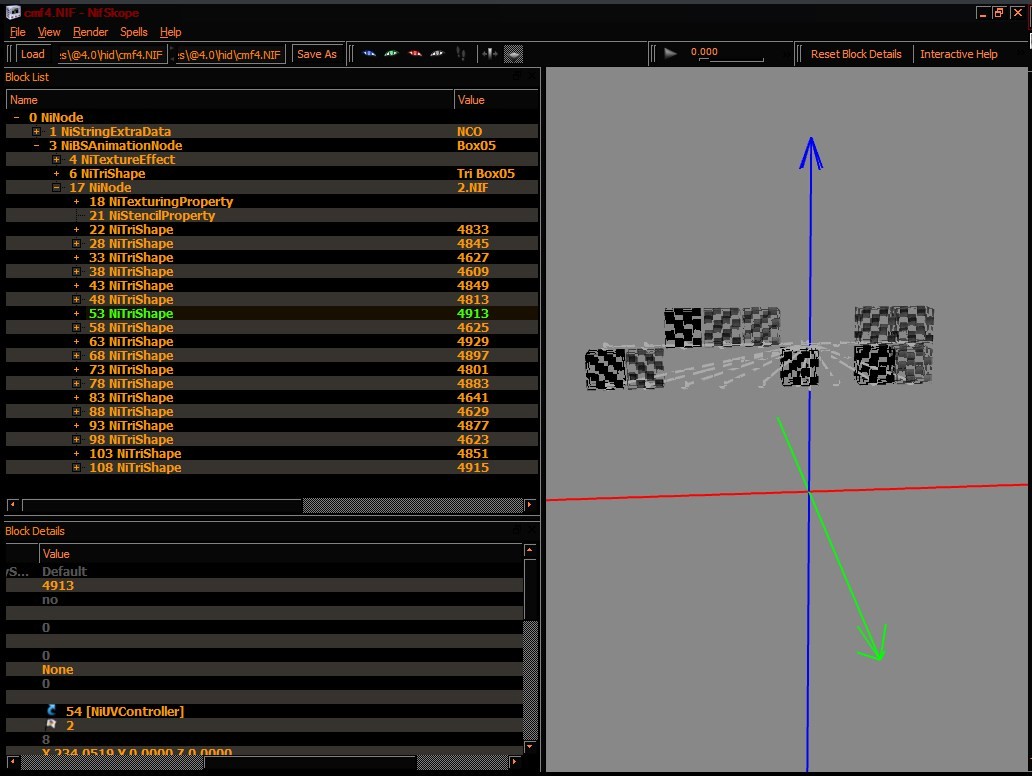 cmf4.NIF - NifSkope
File View Render Spells Help
Load :s\@4.0\hid\cmf4.NIF :s\@4.0\hid\cmf4.NIF Save As 0.000 Reset Block Details Interactive Help
Block List
Name Value
0 NiNode
1 NiStringExtraData NCO
3 NiBSAnimationNode Box05
4 NiTextureEffect
6 NiTriShape Tri Box05
17 NiNode 2.NIF
18 NiTexturingProperty
21 NiStencilProperty
22 NiTriShape 4833
28 NiTriShape 4845
33 NiTriShape 4627
38 NiTriShape 4609
43 NiTriShape 4849
48 NiTriShape 4813
53 NiTriShape 4913
58 NiTriShape 4625
63 NiTriShape 4929
68 NiTriShape 4897
73 NiTriShape 4801
78 NiTriShape 4883
83 NiTriShape 4641
88 NiTriShape 4629
93 NiTriShape 4877
98 NiTriShape 4623
103 NiTriShape 4851
108 NiTriShape 4915
Block Details
Value
yS... Default
4913
no
0
0
None
0
54 [NiUVController]
2
8
X 234.0519 Y 0.0000 Z 0.0000